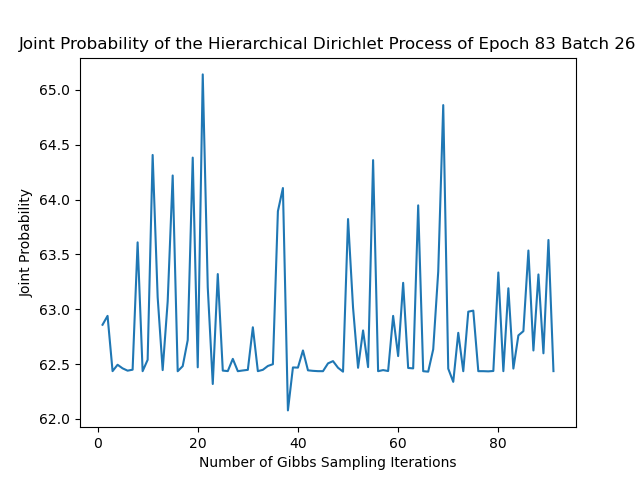 Joint Probability of the Hierarchical Dirichlet Process of Epoch 83 Batch 26
65.0
64.5
64.0
63.5
63.0
62.5
62.0
Joint Probability
0 20 40 60 80
Number of Gibbs Sampling Iterations